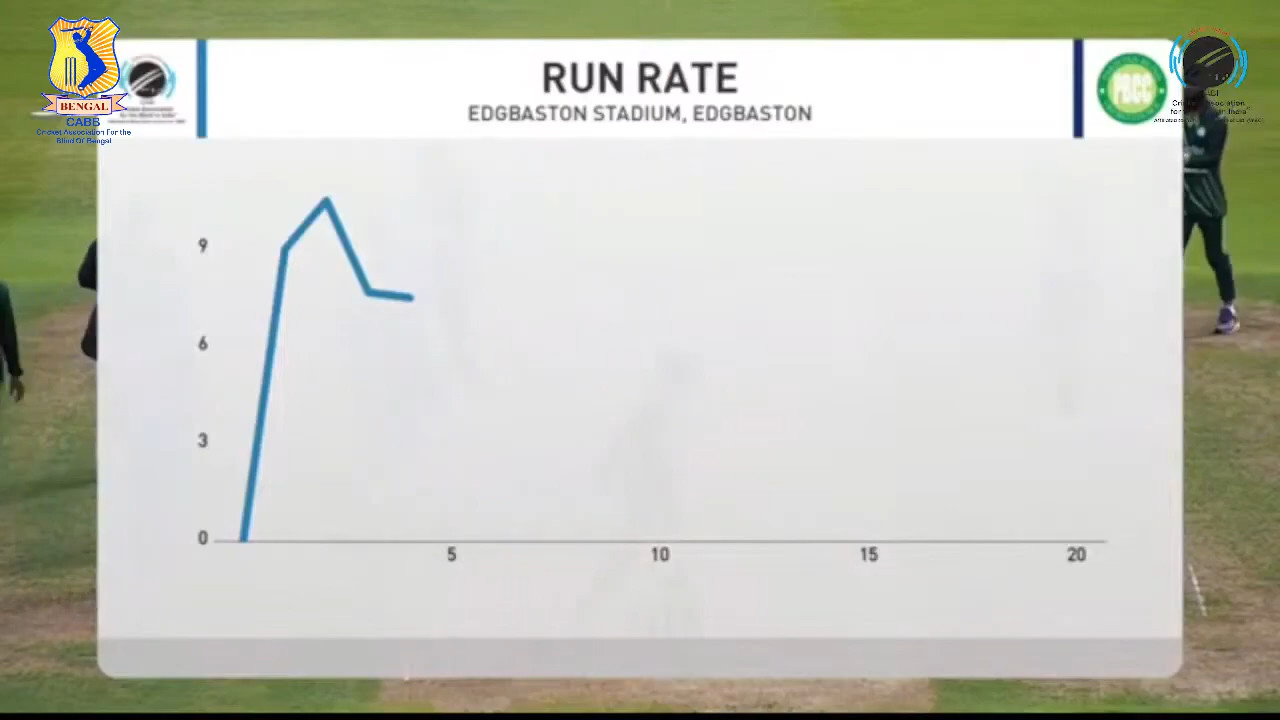 RUN RATE
EDGBASTON STADIUM, EDGBASTON
BENGAL
CABB
Cricket Association For the
Blind Of Bengal
PBCC
9
6
3
0
5
10
15
20